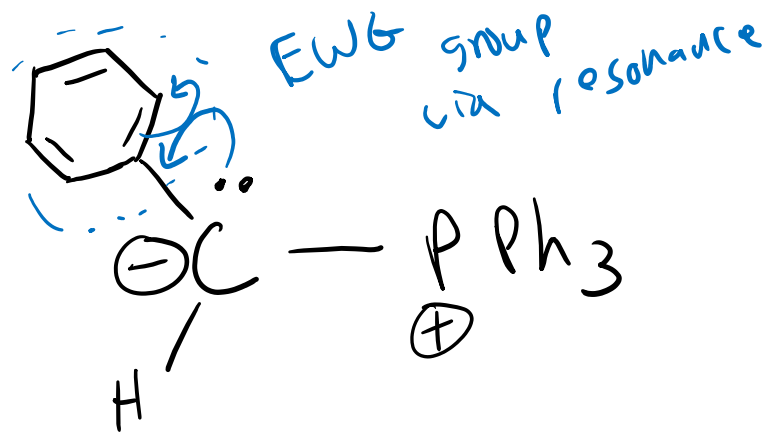 EWG group
via resonance
⊖ C — PPh3
⊕
H